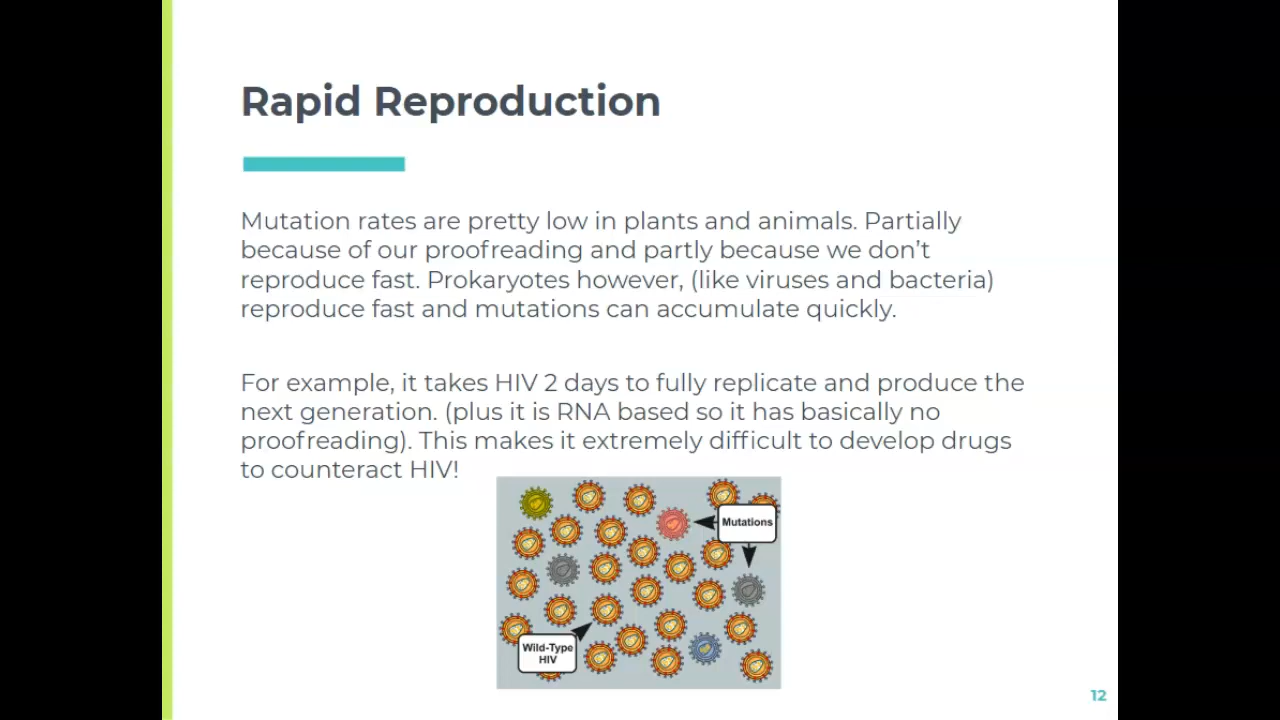 Rapid Reproduction
Mutation rates are pretty low in plants and animals. Partially
because of our proofreading and partly because we don’t
reproduce fast. Prokaryotes however, (like viruses and bacteria)
reproduce fast and mutations can accumulate quickly.
For example, it takes HIV 2 days to fully replicate and produce the
next generation. (plus it is RNA based so it has basically no
proofreading). This makes it extremely difficult to develop drugs
to counteract HIV!
Mutations
Wild-Type
HIV
12